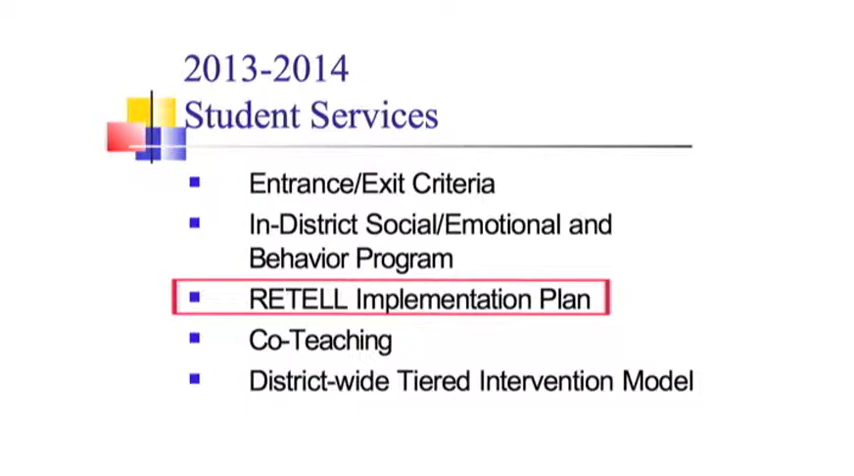 2013-2014
Student Services
Entrance/Exit Criteria
In-District Social/Emotional and
Behavior Program
RETELL Implementation Plan
Co-Teaching
District-wide Tiered Intervention Model